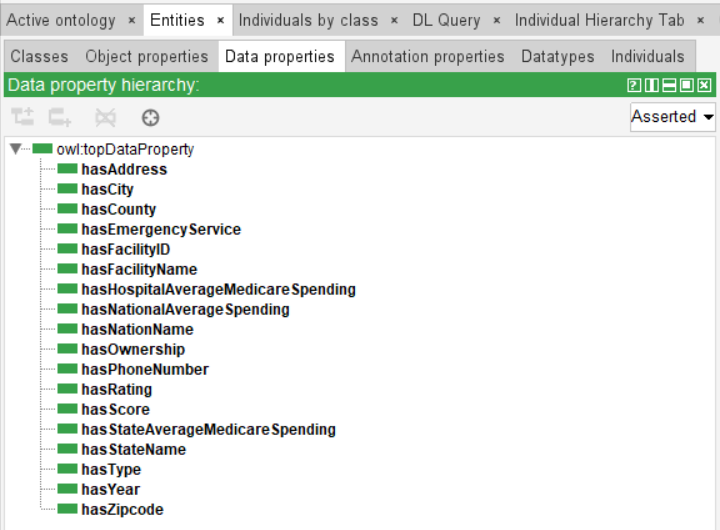 Active ontology × Entities × Individuals by class × DL Query × Individual Hierarchy Tab ×
Classes Object properties Data properties Annotation properties Datatypes Individuals
Data property hierarchy:
Asserted
owl:topDataProperty
hasAddress
hasCity
hasCounty
hasEmergencyService
hasFacilityID
hasFacilityName
hasHospitalAverageMedicareSpending
hasNationalAverageSpending
hasNationName
hasOwnership
hasPhoneNumber
hasRating
hasScore
hasStateAverageMedicareSpending
hasStateName
hasType
hasYear
hasZipcode